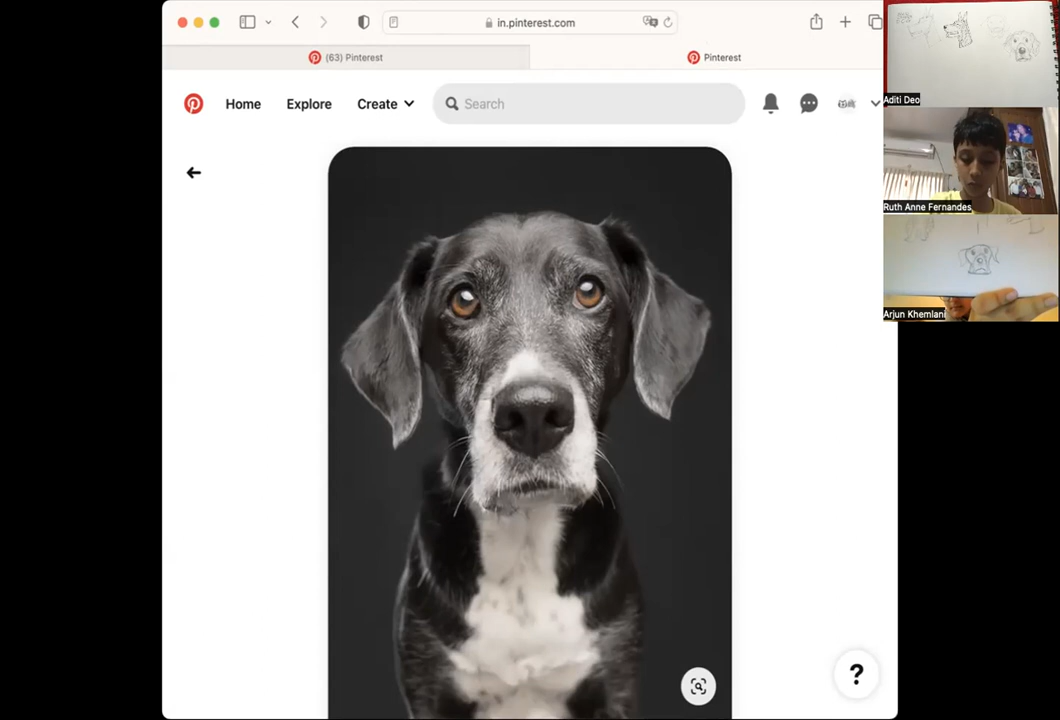 in.pinterest.com
(63) Pinterest
Pinterest
Home
Explore
Create
Search
?
Aditi Deo
Ruth Anne Fernandes
Arjun Khemlani